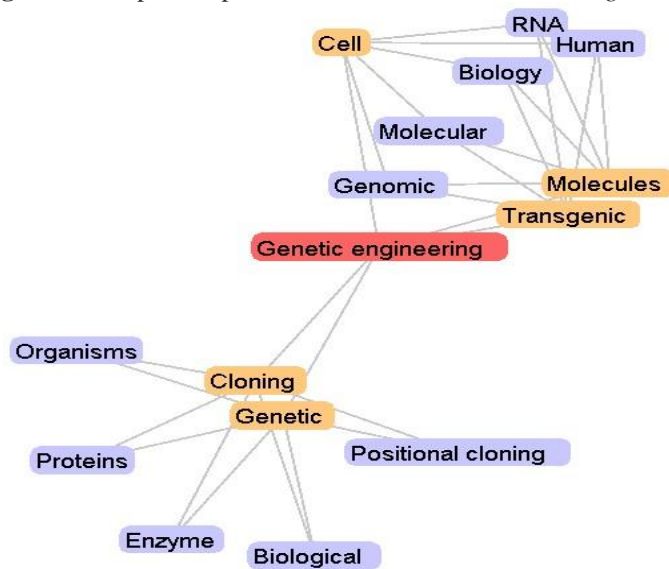 RNA
Cell
Human
Biology
Molecular
Molecules
Genomic
Transgenic
Genetic engineering
Organisms
Cloning
Genetic
Positional cloning
Proteins
Enzyme
Biological